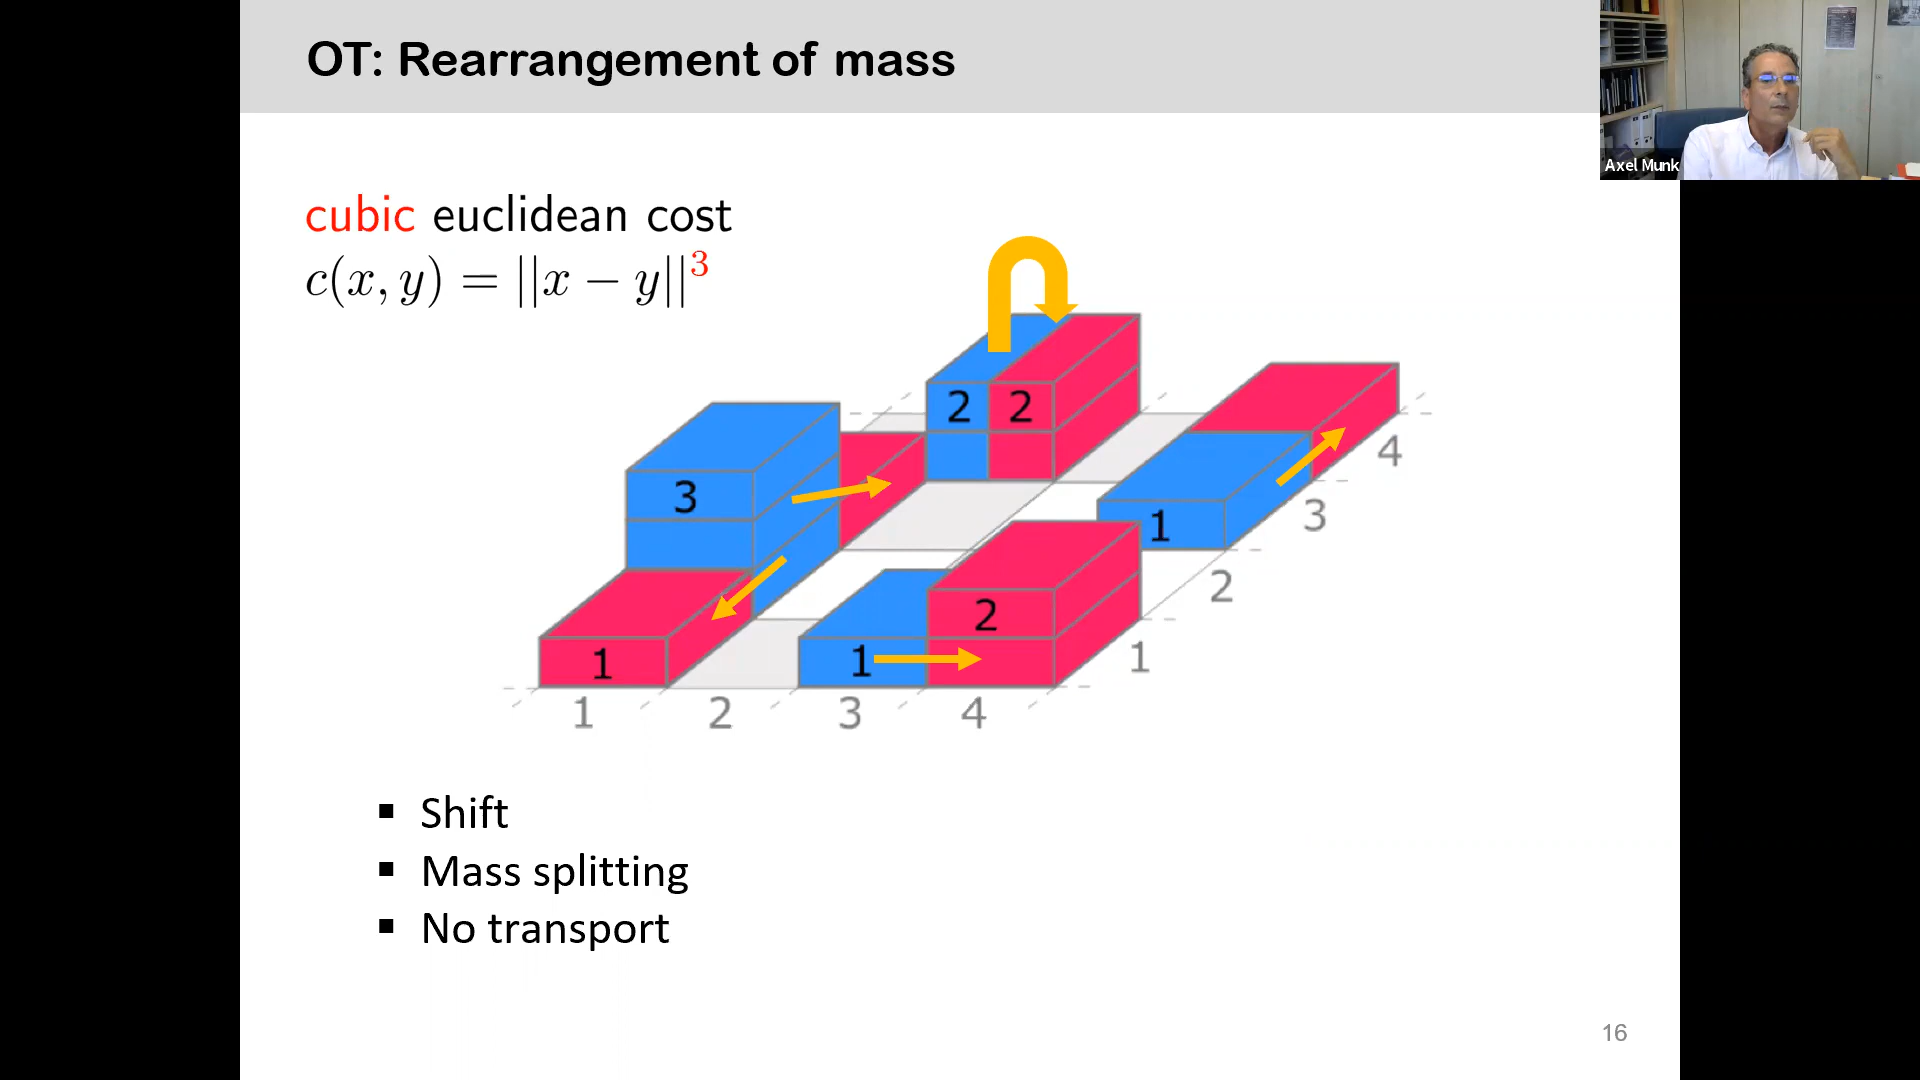 OT: Rearrangement of mass
Axel Munk
cubic euclidean cost
c(x, y) = ||x − y||³
2 2
3
4
1
3
2
2
1
1
1
1 2 3 4
▪ Shift
▪ Mass splitting
▪ No transport
16